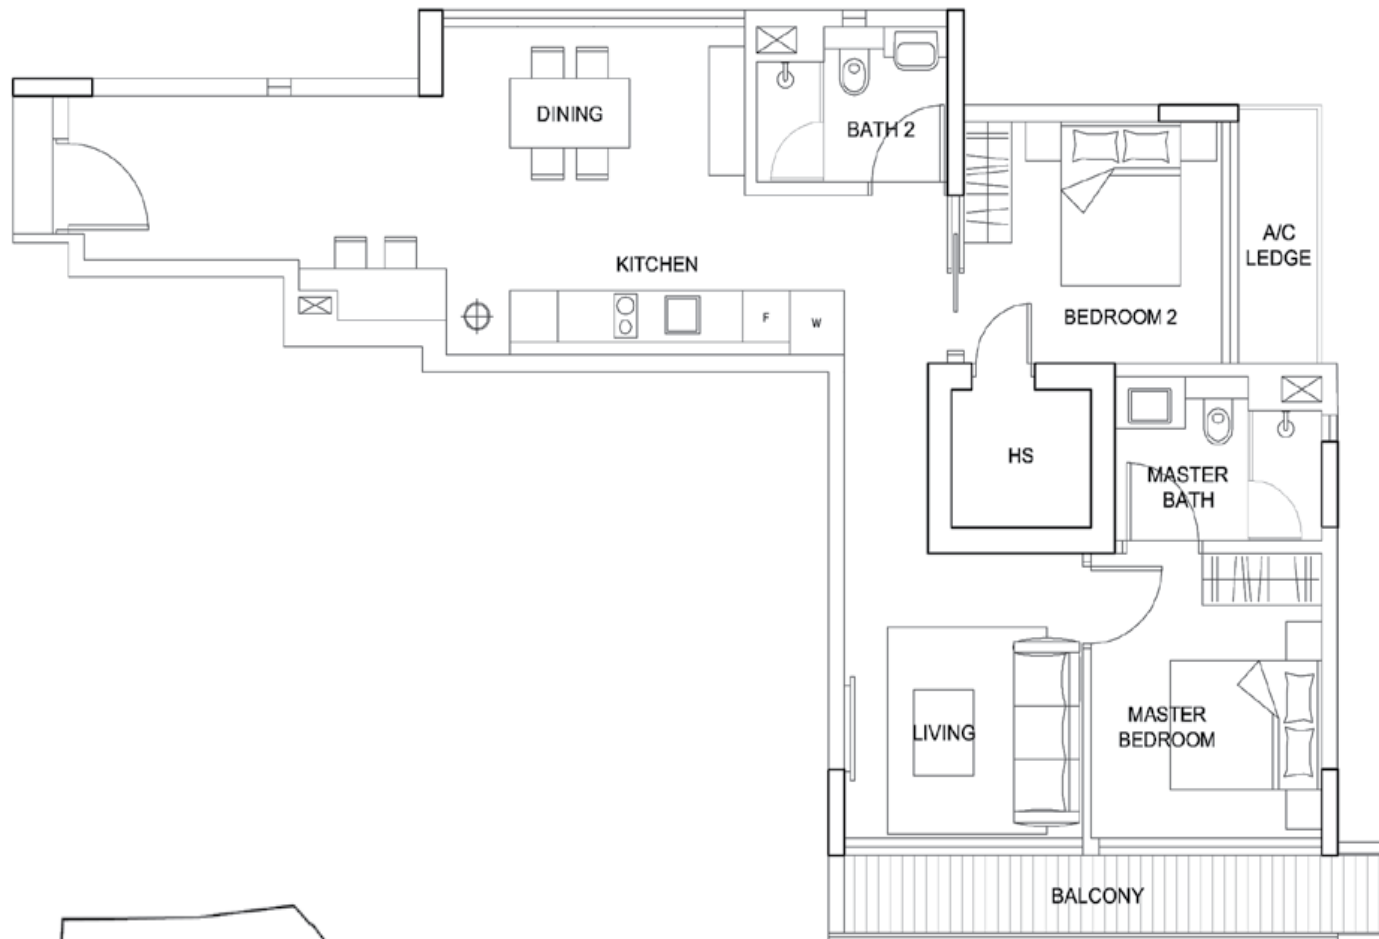 DINING
BATH 2
A/C
LEDGE
KITCHEN
BEDROOM 2
F
W
HS
MASTER
BATH
MASTER
BEDROOM
LIVING
BALCONY